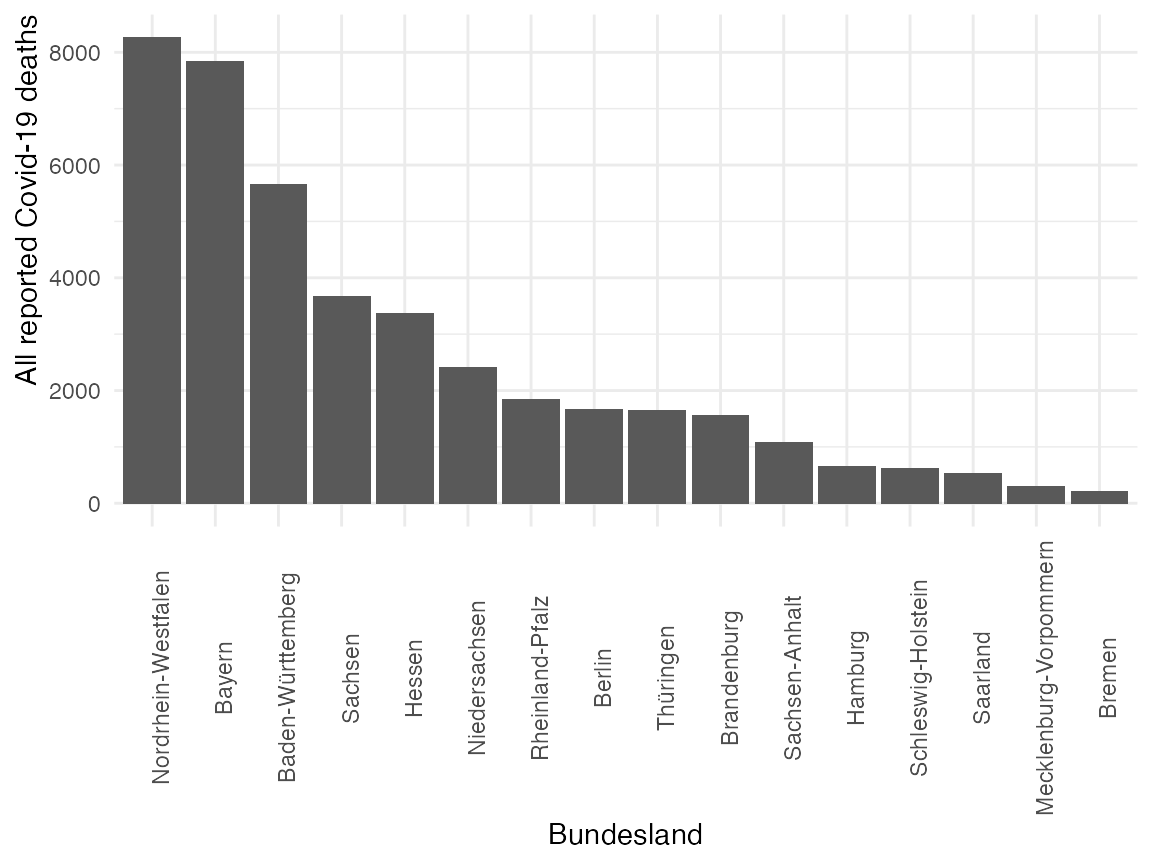 All reported Covid-19 deaths
8000
6000
4000
2000
0
Nordrhein-Westfalen
Bayern
Baden-Württemberg
Sachsen
Hessen
Niedersachsen
Rheinland-Pfalz
Berlin
Thüringen
Brandenburg
Sachsen-Anhalt
Hamburg
Schleswig-Holstein
Saarland
Mecklenburg-Vorpommern
Bremen
Bundesland